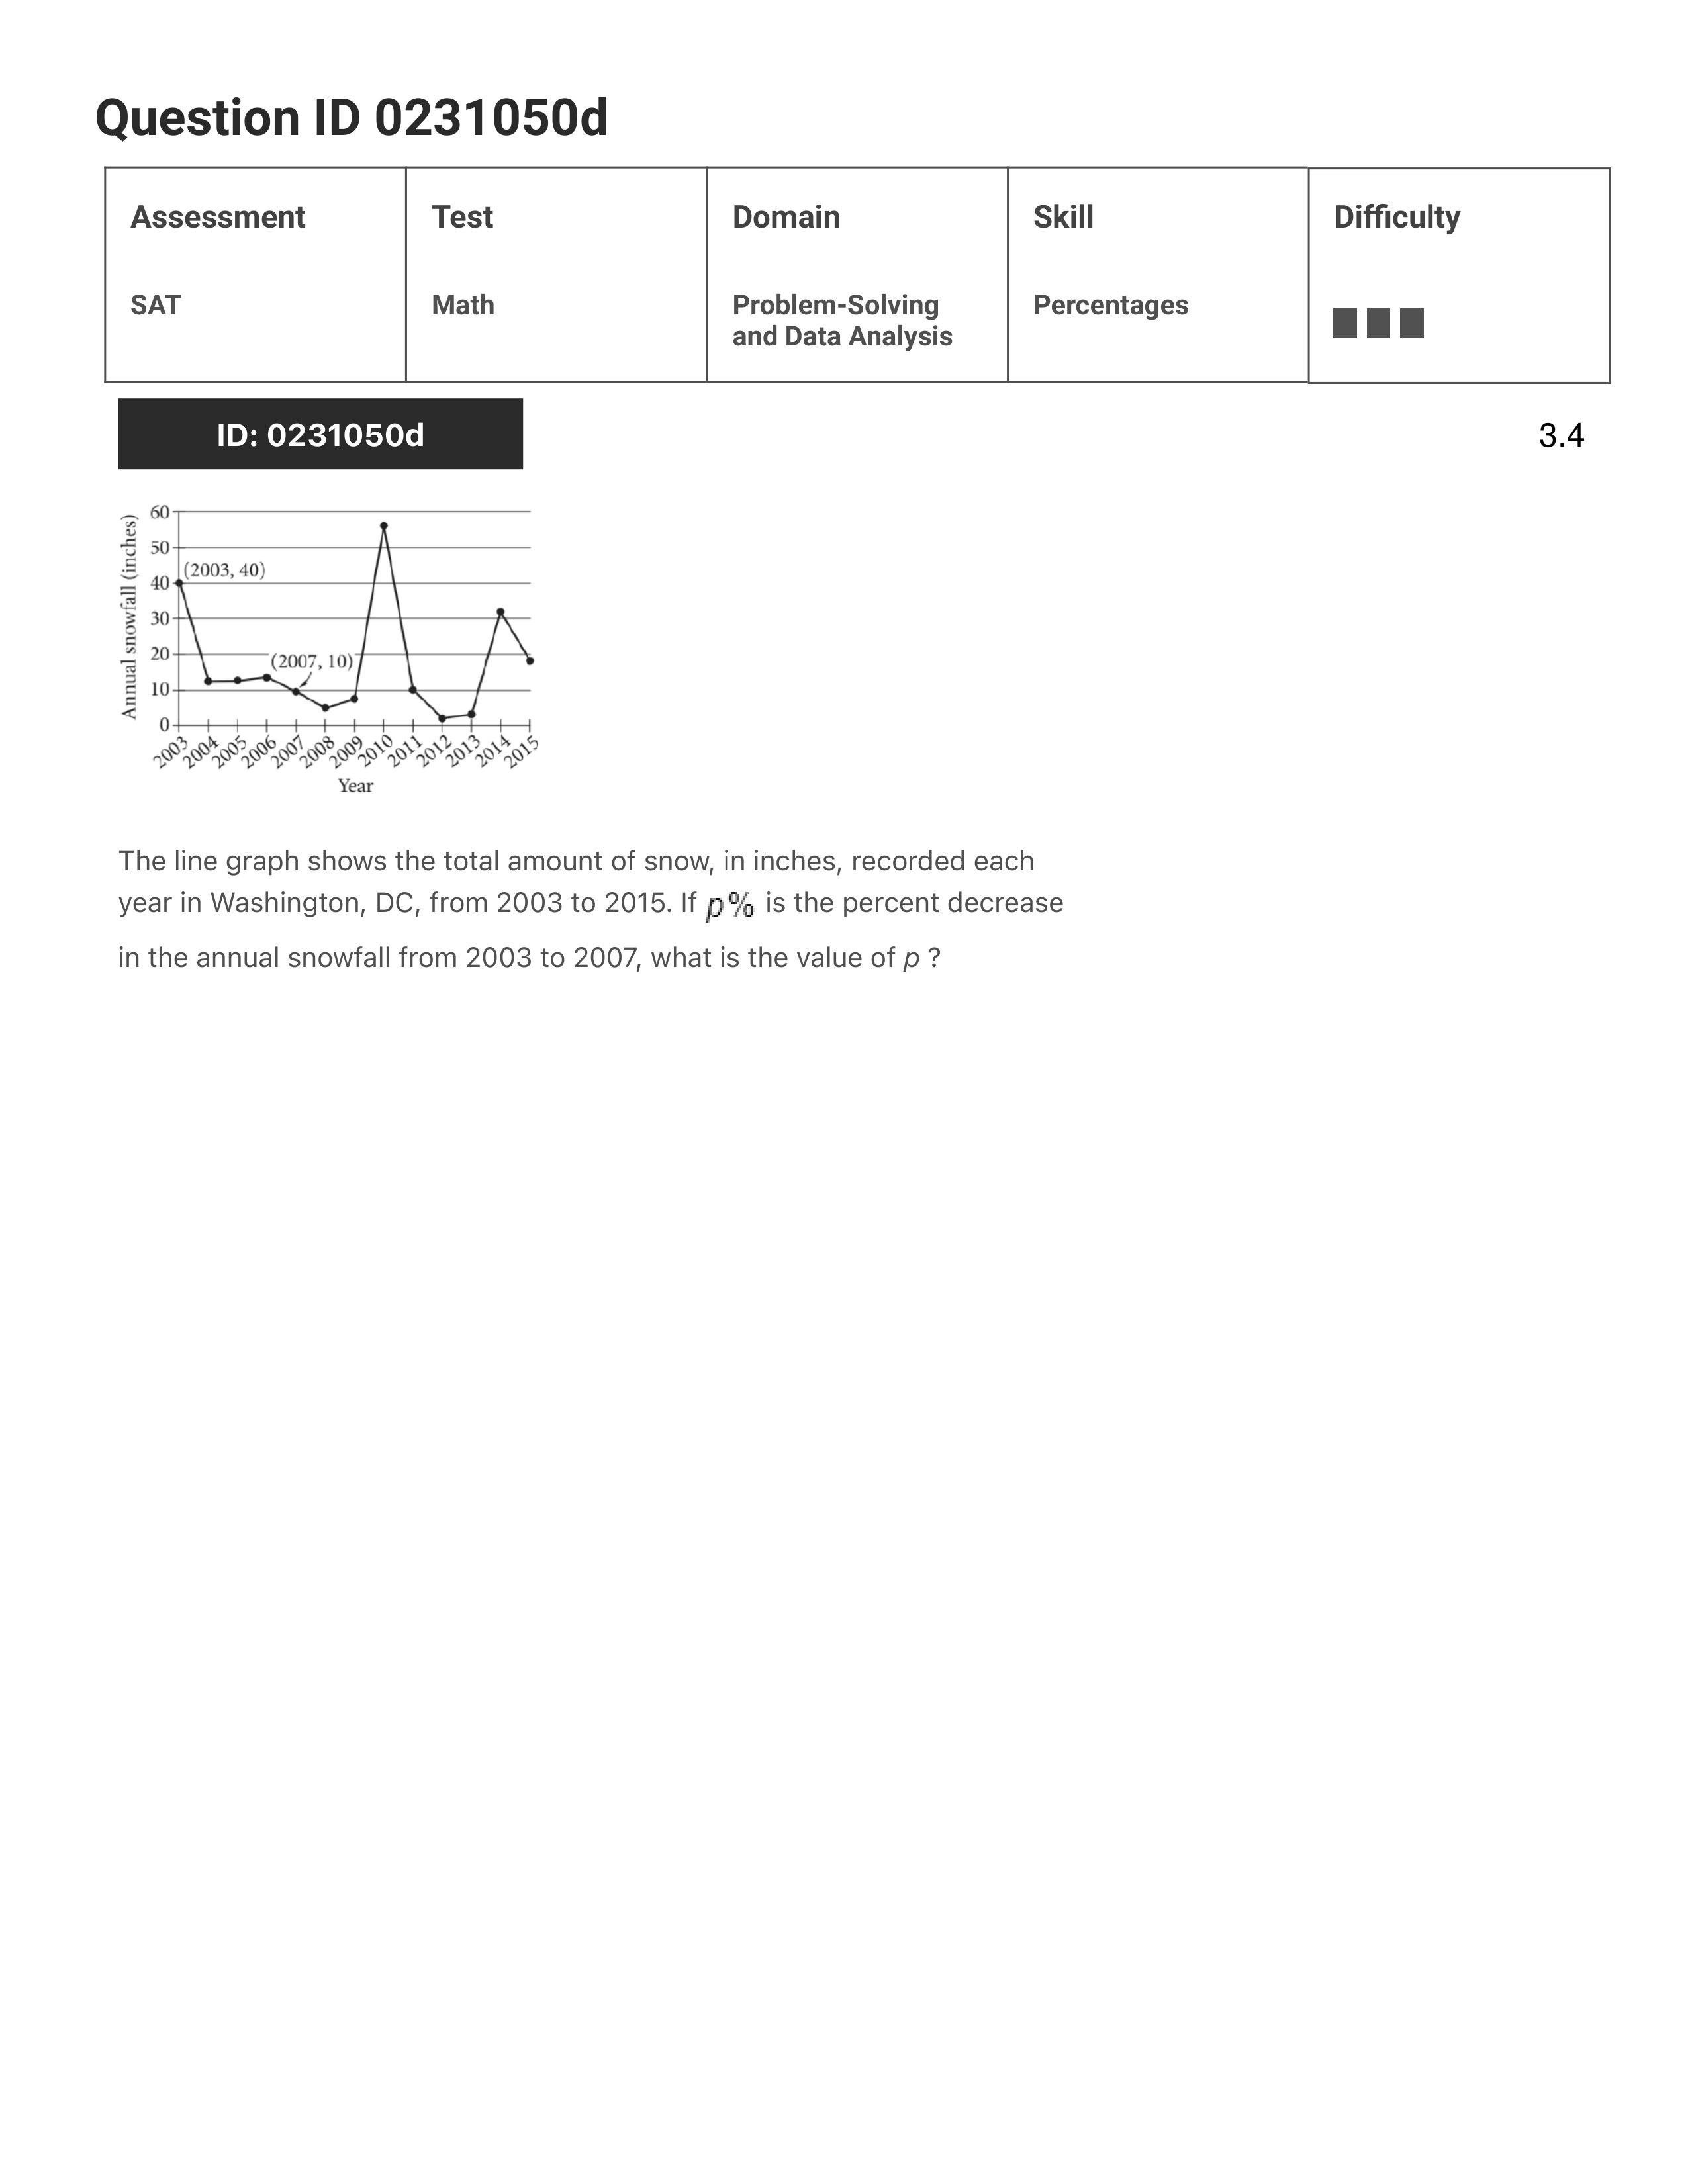 Question ID 0231050d
Assessment Test Domain Skill Difficulty
SAT Math Problem-Solving and Data Analysis Percentages
ID: 0231050d 3.4
Annual snowfall (inches)
60
50
40
30
20
10
0
(2003, 40)
(2007, 10)
2003 2004 2005 2006 2007 2008 2009 2010 2011 2012 2013 2014 2015
Year
The line graph shows the total amount of snow, in inches, recorded each
year in Washington, DC, from 2003 to 2015. If p% is the percent decrease
in the annual snowfall from 2003 to 2007, what is the value of p ?